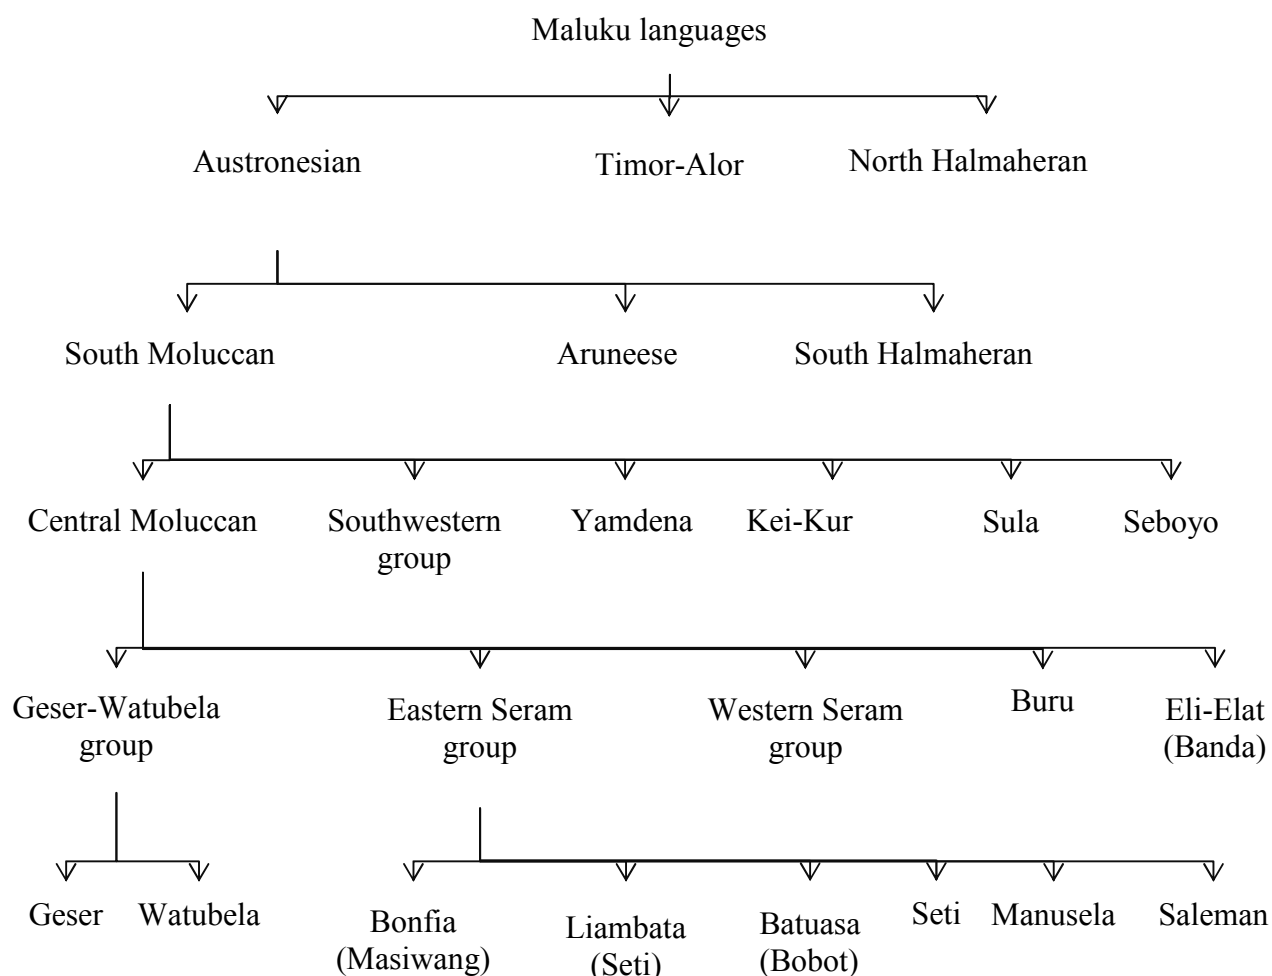 Maluku languages
Austronesian
Timor-Alor
North Halmaheran
South Moluccan
Aruneese
South Halmaheran
Central Moluccan
Southwestern
group
Yamdena
Kei-Kur
Sula
Seboyo
Geser-Watubela
group
Eastern Seram
group
Western Seram
group
Buru
Eli-Elat
(Banda)
Geser
Watubela
Bonfia
(Masiwang)
Liambata
(Seti)
Batuasa
(Bobot)
Seti
Manusela
Saleman